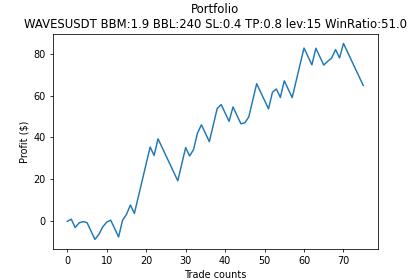 Portfolio
WAVESUSDT BBM:1.9 BBL:240 SL:0.4 TP:0.8 lev:15 WinRatio:51.0
80
60
40
20
0
Profit ($)
0 10 20 30 40 50 60 70
Trade counts